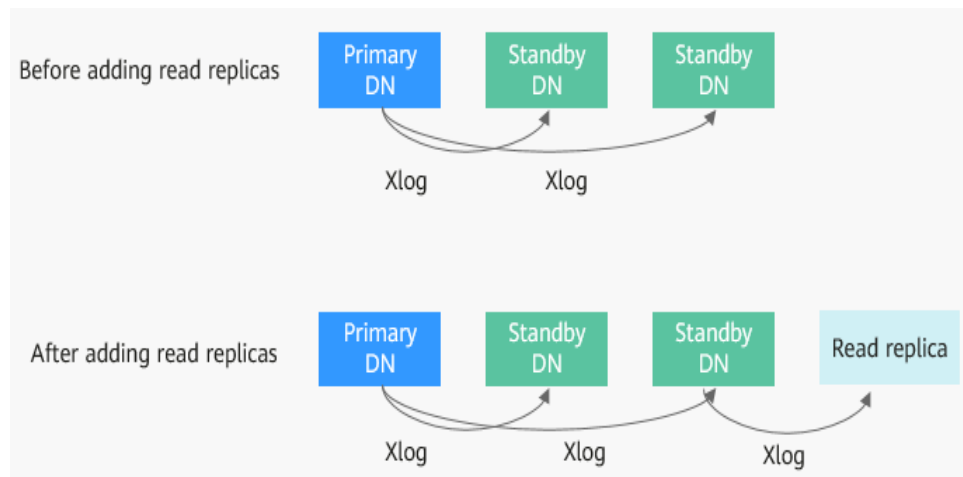 Before adding read replicas
Primary
DN
Standby
DN
Standby
DN
Xlog
Xlog
After adding read replicas
Primary
DN
Standby
DN
Standby
DN
Read replica
Xlog
Xlog
Xlog